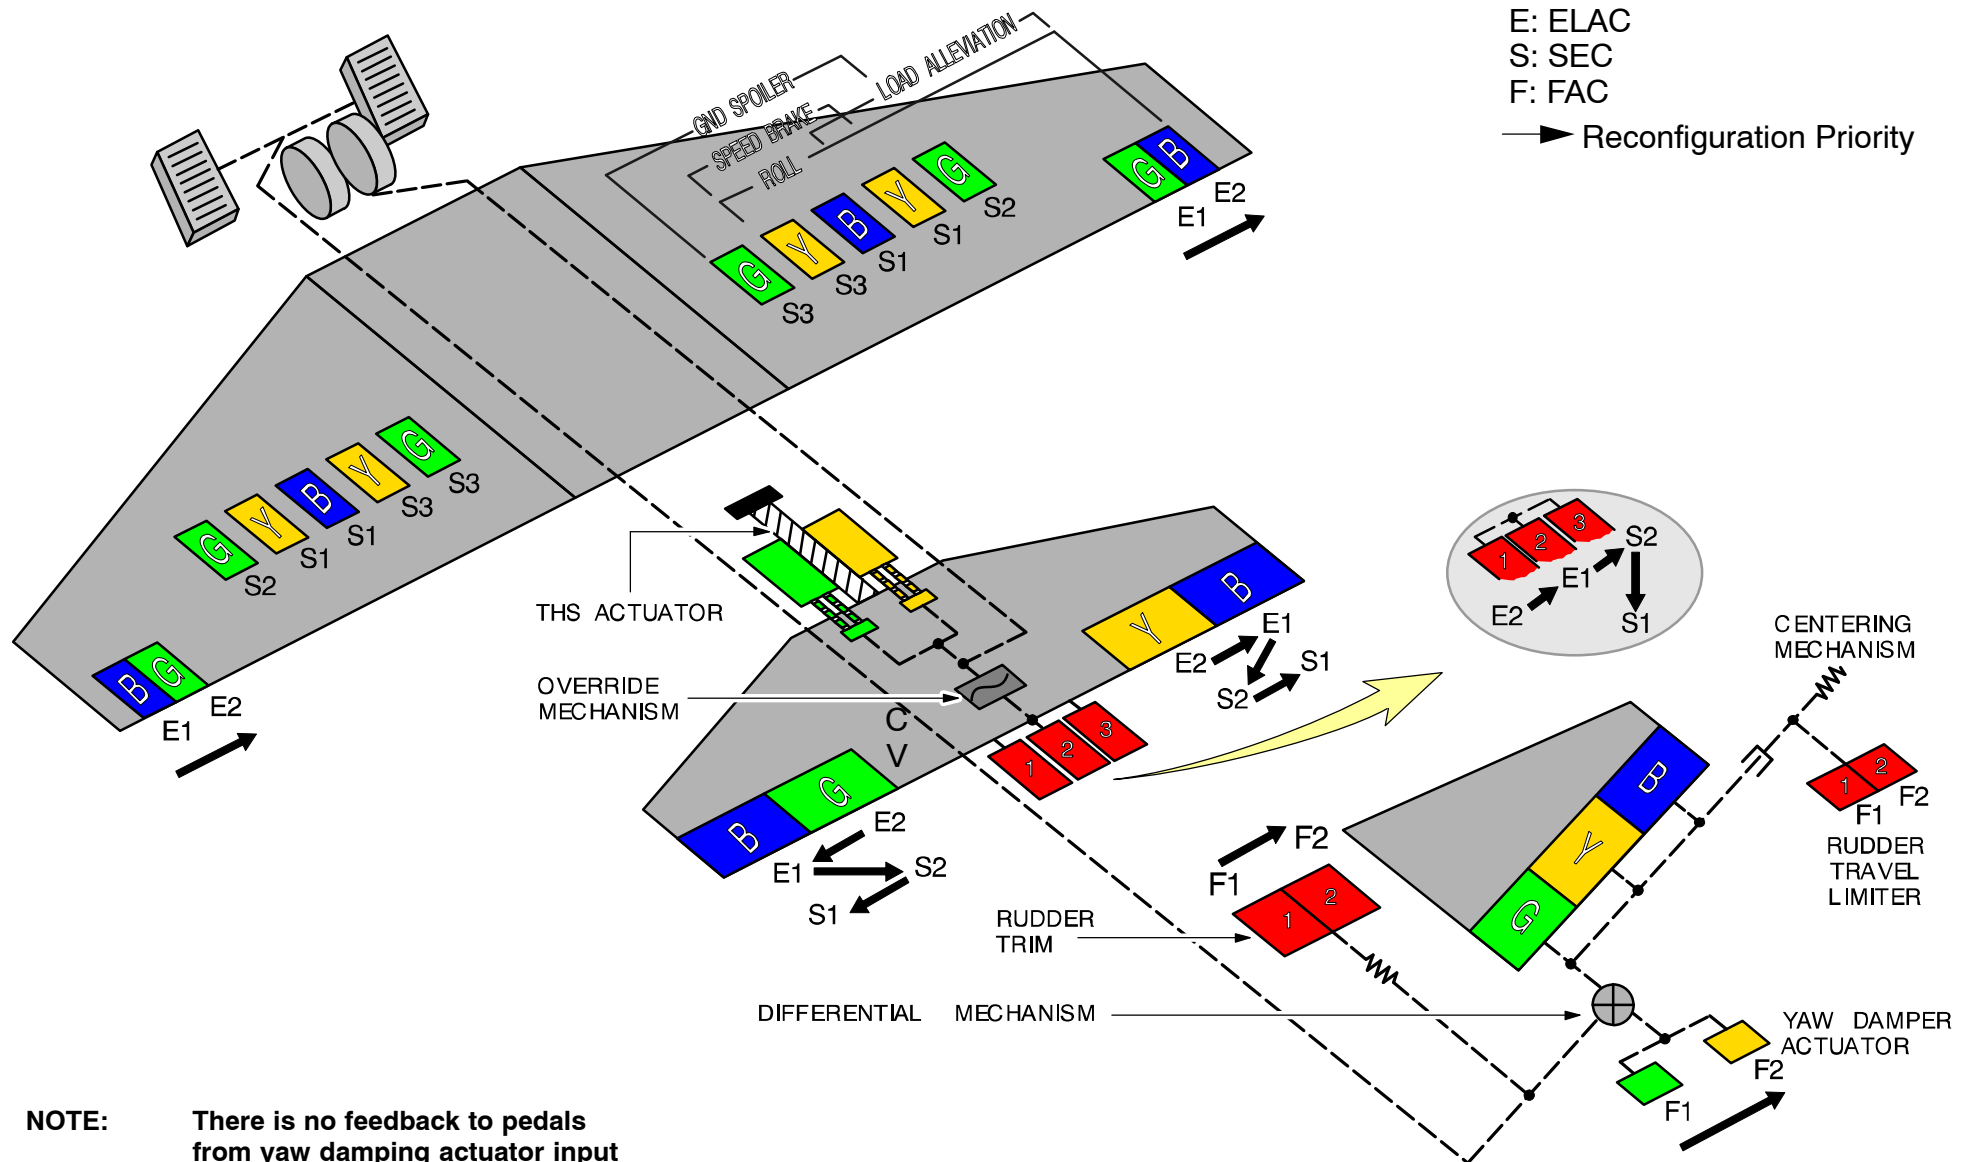 E: ELAC
S: SEC
F: FAC
Reconfiguration Priority
GND SPOILER
SPEED BRAKE
ROLL
LOAD ALLEVIATION
G Y B Y G
S3 S3 S1 S1 S2
G B
E1 E2
G Y B Y G
S2 S1 S1 S3 S3
B G
E1 E2
THS ACTUATOR
OVERRIDE
MECHANISM
C
V
Y B
E2 E1
S2 S1
1 2 3
B G
E2
E1 S2
S1
1 2 3
S2
E1
E2
S1
CENTERING
MECHANISM
B
Y
G
1 2
F1 F2
RUDDER
TRAVEL
LIMITER
F2
F1
1 2
RUDDER
TRIM
DIFFERENTIAL MECHANISM
YAW DAMPER
ACTUATOR
F2
F1
NOTE: There is no feedback to pedals
from yaw damping actuator input